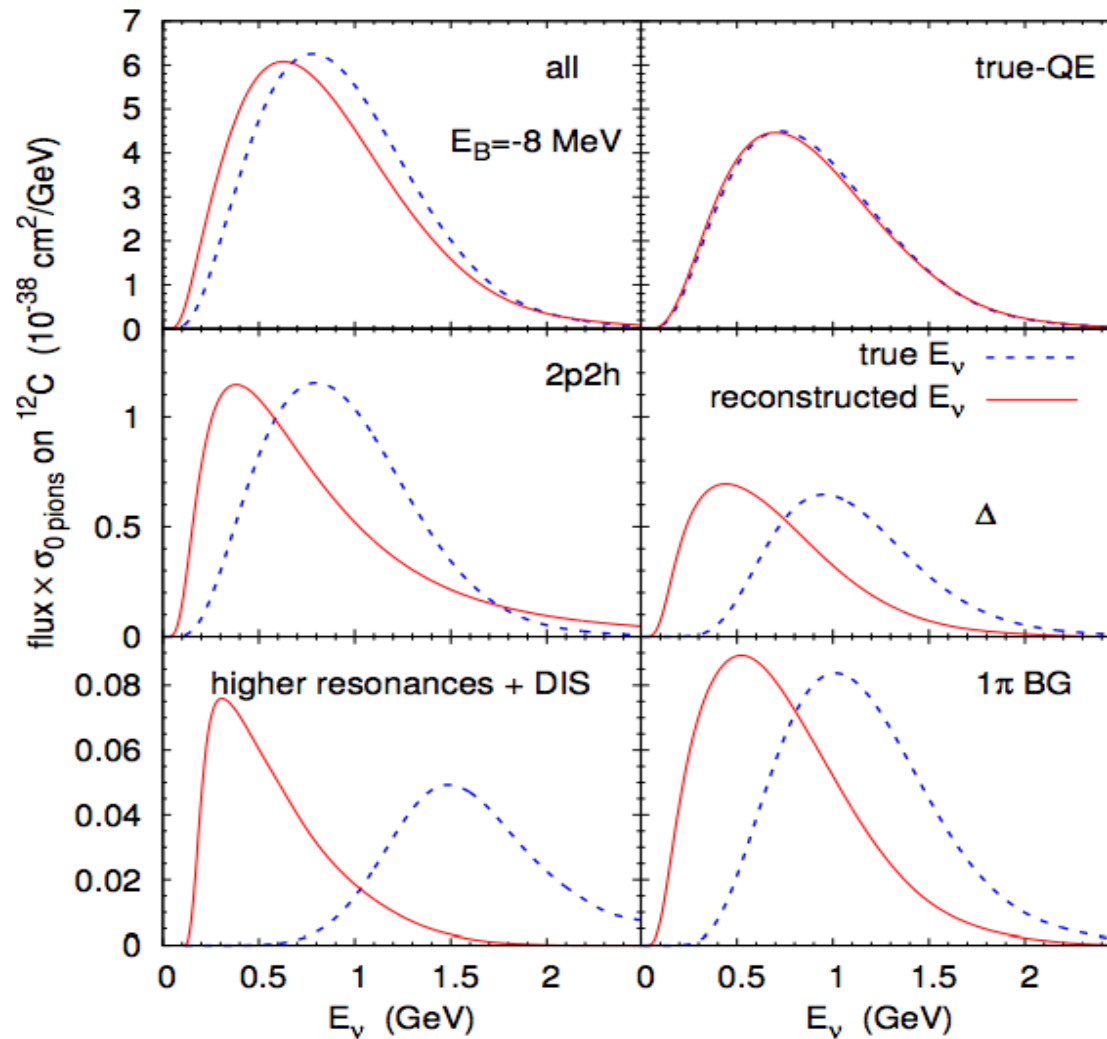 flux × σ₀ pions on ¹²C (10⁻³⁸ cm²/GeV)
7
6
5
4
3
2
1
0
all
E_B=-8 MeV
true-QE
1
0.5
0
2p2h
true E_ν
reconstructed E_ν
Δ
0.08
0.06
0.04
0.02
0
higher resonances + DIS
1π BG
0 0.5 1 1.5 2
0 0.5 1 1.5 2
E_ν (GeV)
E_ν (GeV)